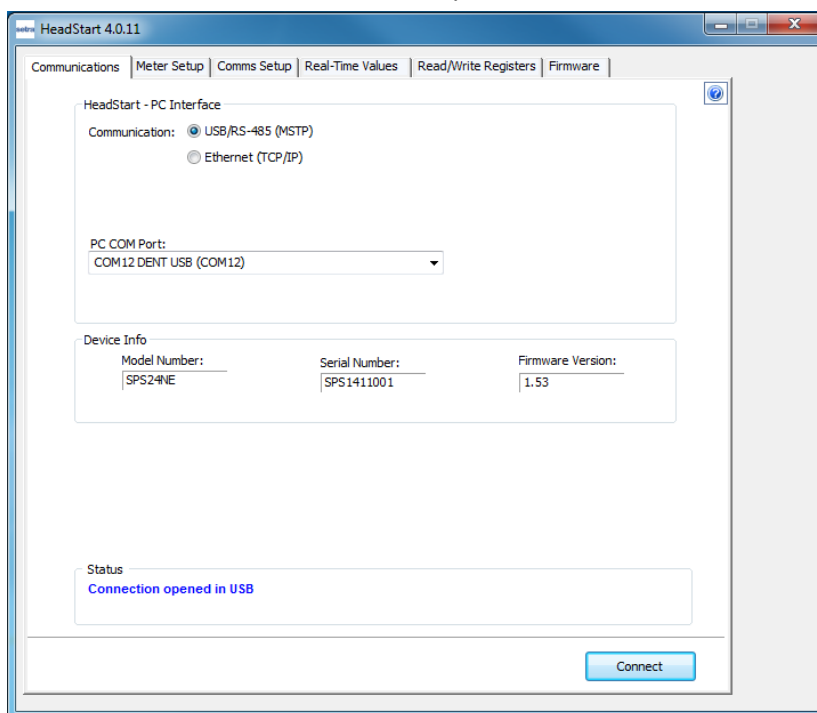 setra HeadStart 4.0.11
Communications Meter Setup Comms Setup Real-Time Values Read/Write Registers Firmware
HeadStart - PC Interface
Communication: USB/RS-485 (MSTP)
Ethernet (TCP/IP)
PC COM Port:
COM12 DENT USB (COM12)
Device Info
Model Number: Serial Number: Firmware Version:
SPS24NE SPS1411001 1.53
Status
Connection opened in USB
Connect